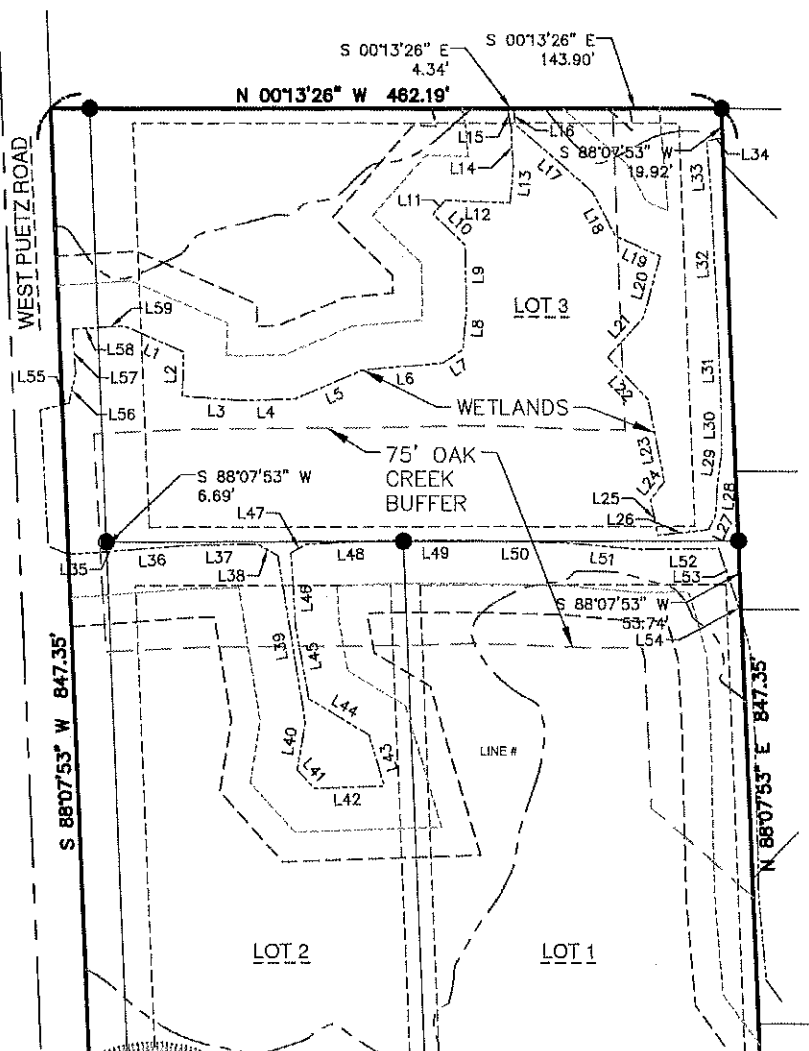 S 00°13'26" E
4.34'
S 00°13'26" E
143.90'
N 00°13'26" W 462.19'
L15
L16
S 88°07'53" W
19.92'
L34
L14
L13
L17
L33
L11
L12
L18
L10
L19
L32
L9
L20
WEST PUETZ ROAD
L59
L8
LOT 3
L21
L58
L1
L7
L31
L57
L2
L6
L55
L5
L22
L56
L3
L4
WETLANDS
L30
75' OAK
CREEK
BUFFER
L23
L29
S 88°07'53" W
6.69'
L24
L28
L47
L25
L26
L27
L35
L36
L37
L48
L49
L50
L51
L52
L38
L53
L46
S 88°07'53" W
53.74'
L39
L45
L54
L44
L40
L43
LINE #
L41
L42
S 88°07'53" W 847.35'
N 88°07'53" E 847.35'
LOT 2
LOT 1